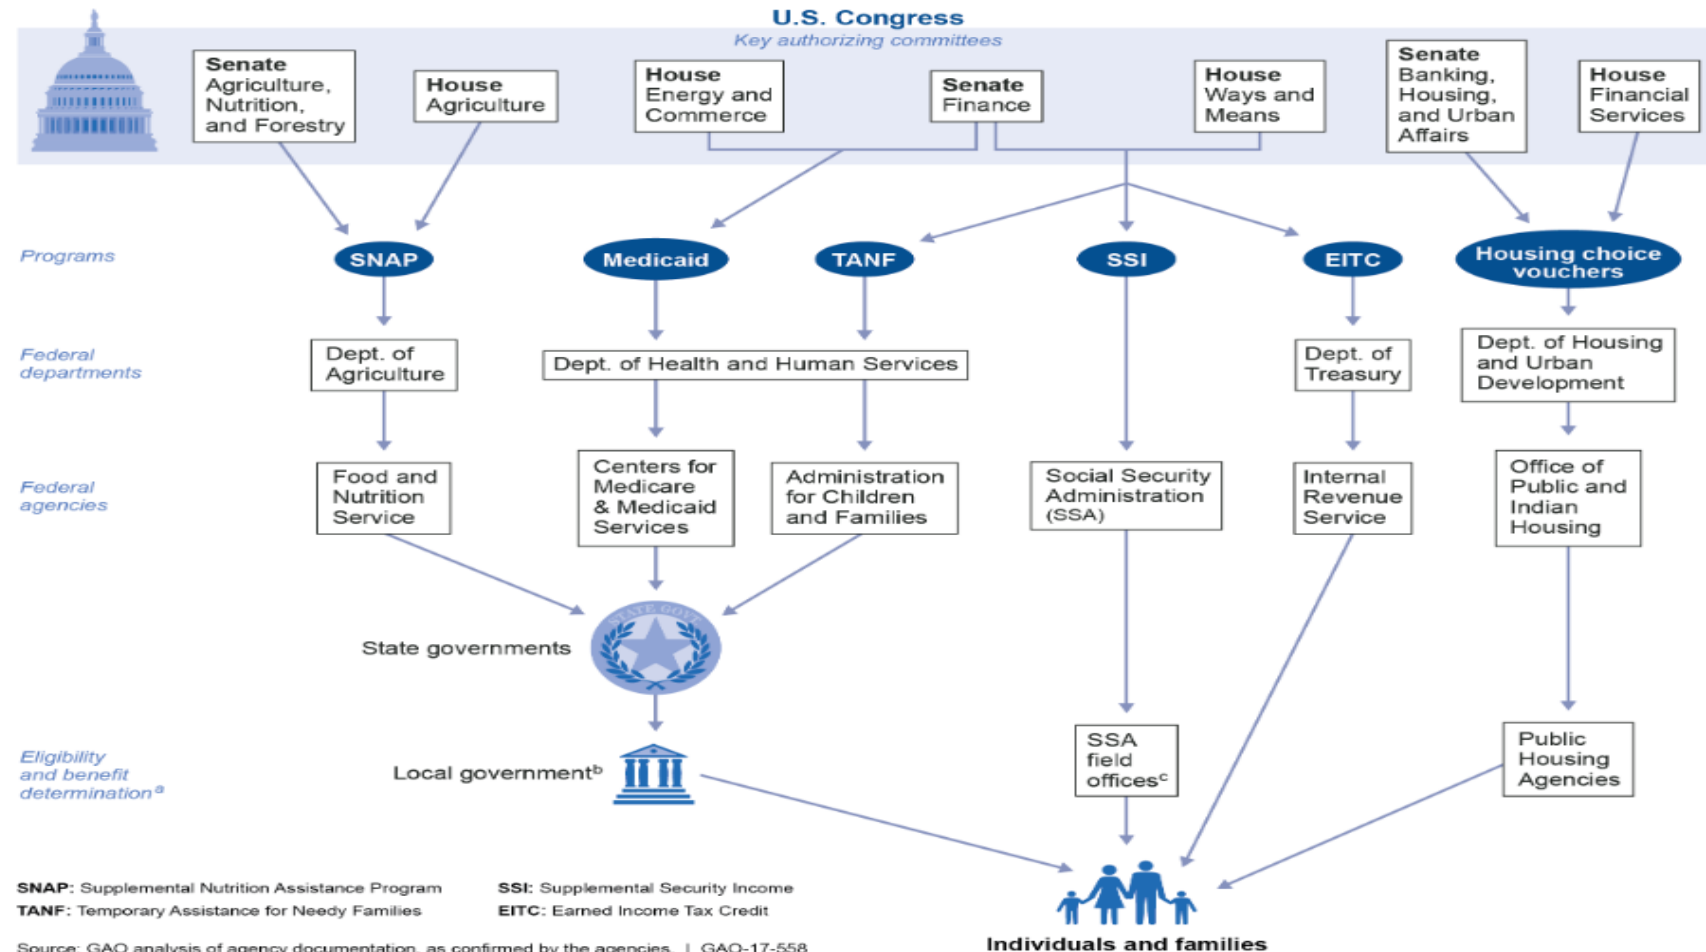 U.S. Congress
Key authorizing committees
Senate
Agriculture,
Nutrition,
and Forestry
House
Agriculture
House
Energy and
Commerce
Senate
Finance
House
Ways and
Means
Senate
Banking,
Housing,
and Urban
Affairs
House
Financial
Services
Programs
SNAP
Medicaid
TANF
SSI
EITC
Housing choice
vouchers
Federal
departments
Dept. of
Agriculture
Dept. of Health and Human Services
Dept. of
Treasury
Dept. of Housing
and Urban
Development
Federal
agencies
Food and
Nutrition
Service
Centers for
Medicare
& Medicaid
Services
Administration
for Children
and Families
Social Security
Administration
(SSA)
Internal
Revenue
Service
Office of
Public and
Indian
Housing
STATE GOVT
State governments
Eligibility
and benefit
determination a
Local government b
SSA
field
offices c
Public
Housing
Agencies
SNAP: Supplemental Nutrition Assistance Program
SSI: Supplemental Security Income
TANF: Temporary Assistance for Needy Families
EITC: Earned Income Tax Credit
Source: GAO analysis of agency documentation, as confirmed by the agencies. | GAO-17-558
Individuals and families